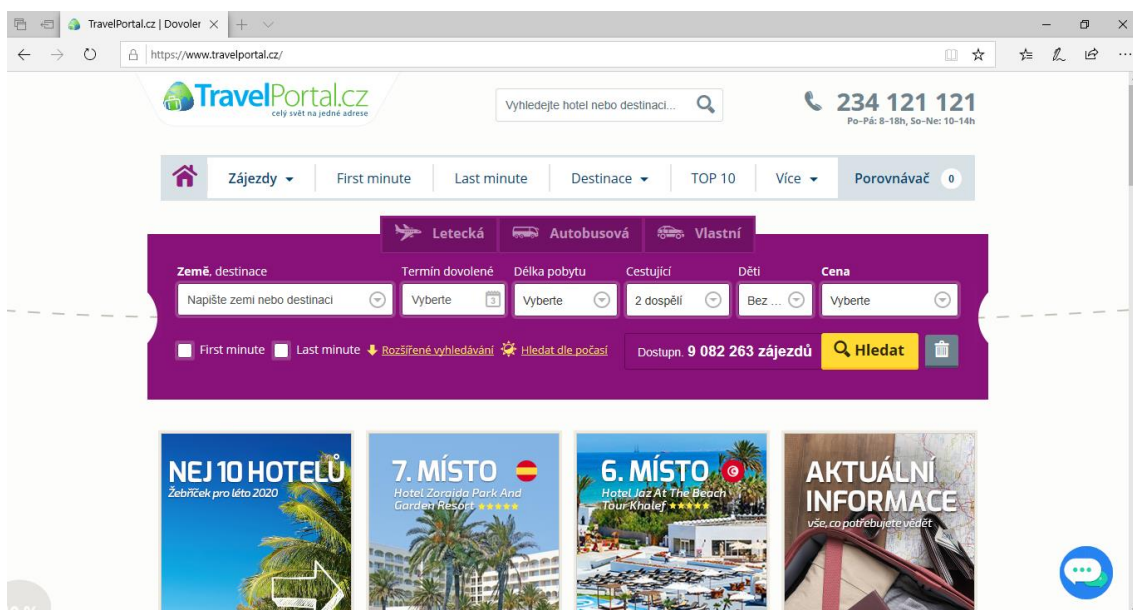 TravelPortal.cz | Dovoler
https://www.travelportal.cz/
TravelPortal.cz
celý svět na jedné adrese
Vyhledejte hotel nebo destinaci...
234 121 121
Po-Pá: 8-18h, So-Ne: 10-14h
Zájezdy First minute Last minute Destinace TOP 10 Více Porovnávač 0
Letecká Autobusová Vlastní
Země, destinace Termín dovolené Délka pobytu Cestující Děti Cena
Napište zemi nebo destinaci Vyberte 3 Vyberte 2 dospělí Bez ... Vyberte
First minute Last minute Rozšířené vyhledávání Hledat dle počasí Dostupn. 9 082 263 zájezdů Hledat
NEJ 10 HOTELŮ
Žebříček pro léto 2020
7. MÍSTO
Hotel Zoraida Park And
Garden Resort
6. MÍSTO
Hotel Jaz At The Beach
Tour Khalef
AKTUÁLNÍ
INFORMACE
vše, co potřebujete vědět